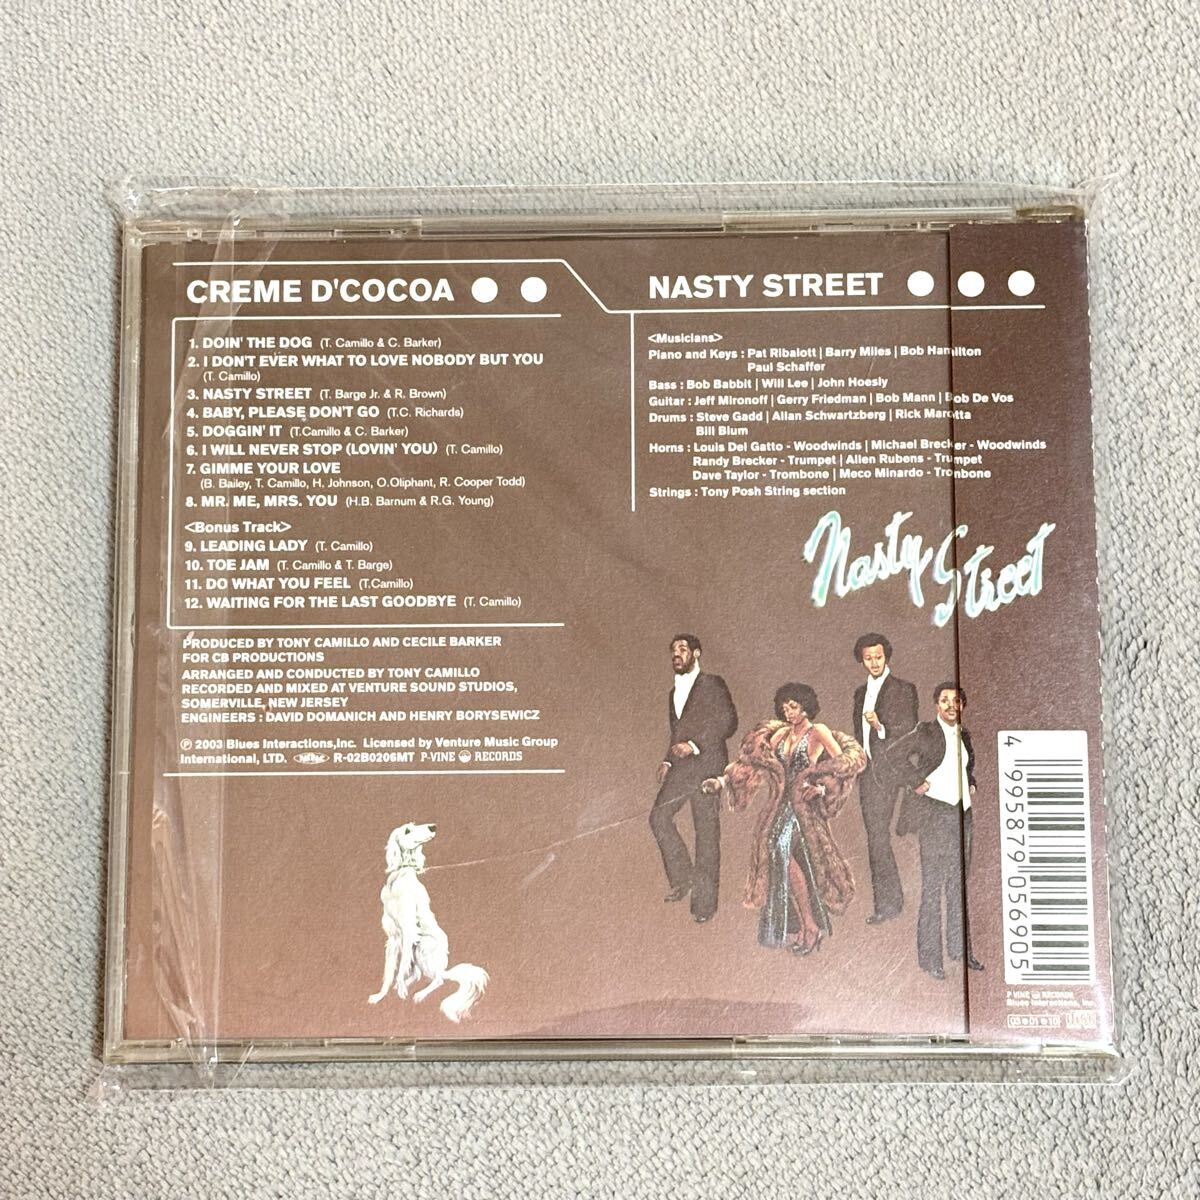 CREME D'COCOA
1. DOIN' THE DOG (T. Camillo & C. Barker)
2. I DON'T EVER WHAT TO LOVE NOBODY BUT YOU
(T. Camillo)
3. NASTY STREET (T. Barge Jr. & R. Brown)
4. BABY, PLEASE DON'T GO (T.C. Richards)
5. DOGGIN' IT (T.Camillo & C. Barker)
6. I WILL NEVER STOP (LOVIN' YOU) (T. Camillo)
7. GIMME YOUR LOVE
(B. Bailey, T. Camillo, H. Johnson, O.Oliphant, R. Cooper Todd)
8. MR. ME, MRS. YOU (H.B. Barnum & R.G. Young)
<Bonus Track>
9. LEADING LADY (T. Camillo)
10. TOE JAM (T. Camillo & T. Barge)
11. DO WHAT YOU FEEL (T.Camillo)
12. WAITING FOR THE LAST GOODBYE (T. Camillo)
PRODUCED BY TONY CAMILLO AND CECILE BARKER
FOR CB PRODUCTIONS
ARRANGED AND CONDUCTED BY TONY CAMILLO
RECORDED AND MIXED AT VENTURE SOUND STUDIOS,
SOMERVILLE, NEW JERSEY
ENGINEERS : DAVID DOMANICH AND HENRY BORYSEWICZ
℗ 2003 Blues Interactions,Inc. Licensed by Venture Music Group
International, LTD. R-02B0206MT P-VINE RECORDS
NASTY STREET
<Musicians>
Piano and Keys : Pat Ribalott | Barry Miles | Bob Hamilton
Paul Schaffer
Bass : Bob Babbit | Will Lee | John Hoesly
Guitar : Jeff Mironoff | Gerry Friedman | Bob Mann | Bob De Vos
Drums : Steve Gadd | Allan Schwartzberg | Rick Marotta
Bill Blum
Horns : Louis Del Gatto - Woodwinds | Michael Brecker - Woodwinds
Randy Brecker - Trumpet | Allen Rubens - Trumpet
Dave Taylor - Trombone | Meco Minardo - Trombone
Strings : Tony Posh String section
Nasty Street
4 995879 056905
P-VINE RECORDS
Blues Interactions, Inc.
03 01 10